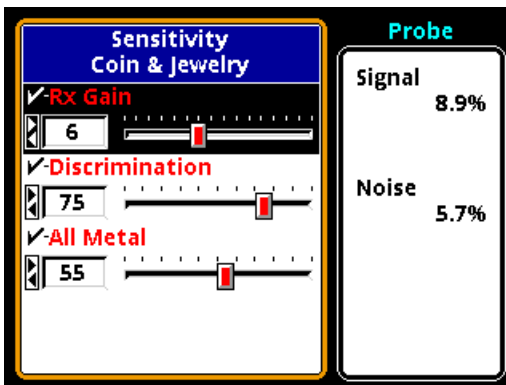 Sensitivity
Coin & Jewelry
Rx Gain
6
Discrimination
75
All Metal
55
Probe
Signal
8.9%
Noise
5.7%